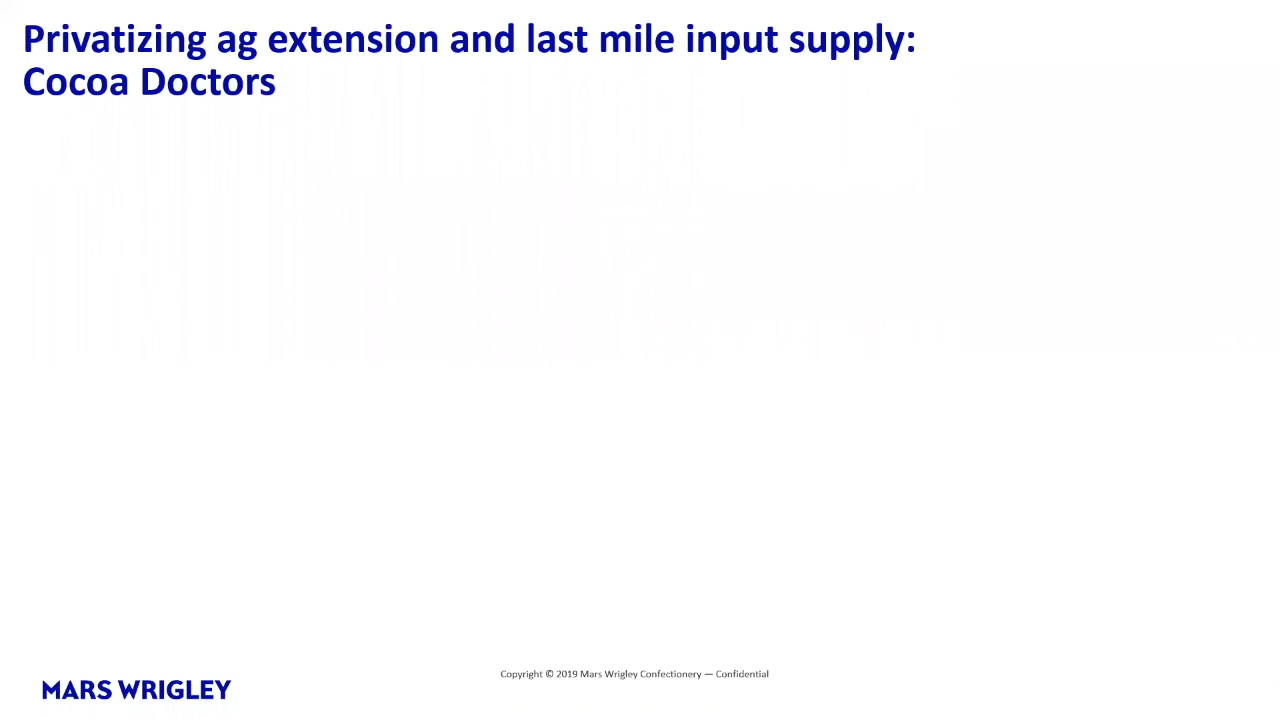 Privatizing ag extension and last mile input supply:
Cocoa Doctors
Copyright © 2019 Mars Wrigley Confectionery — Confidential
MARS WRIGLEY